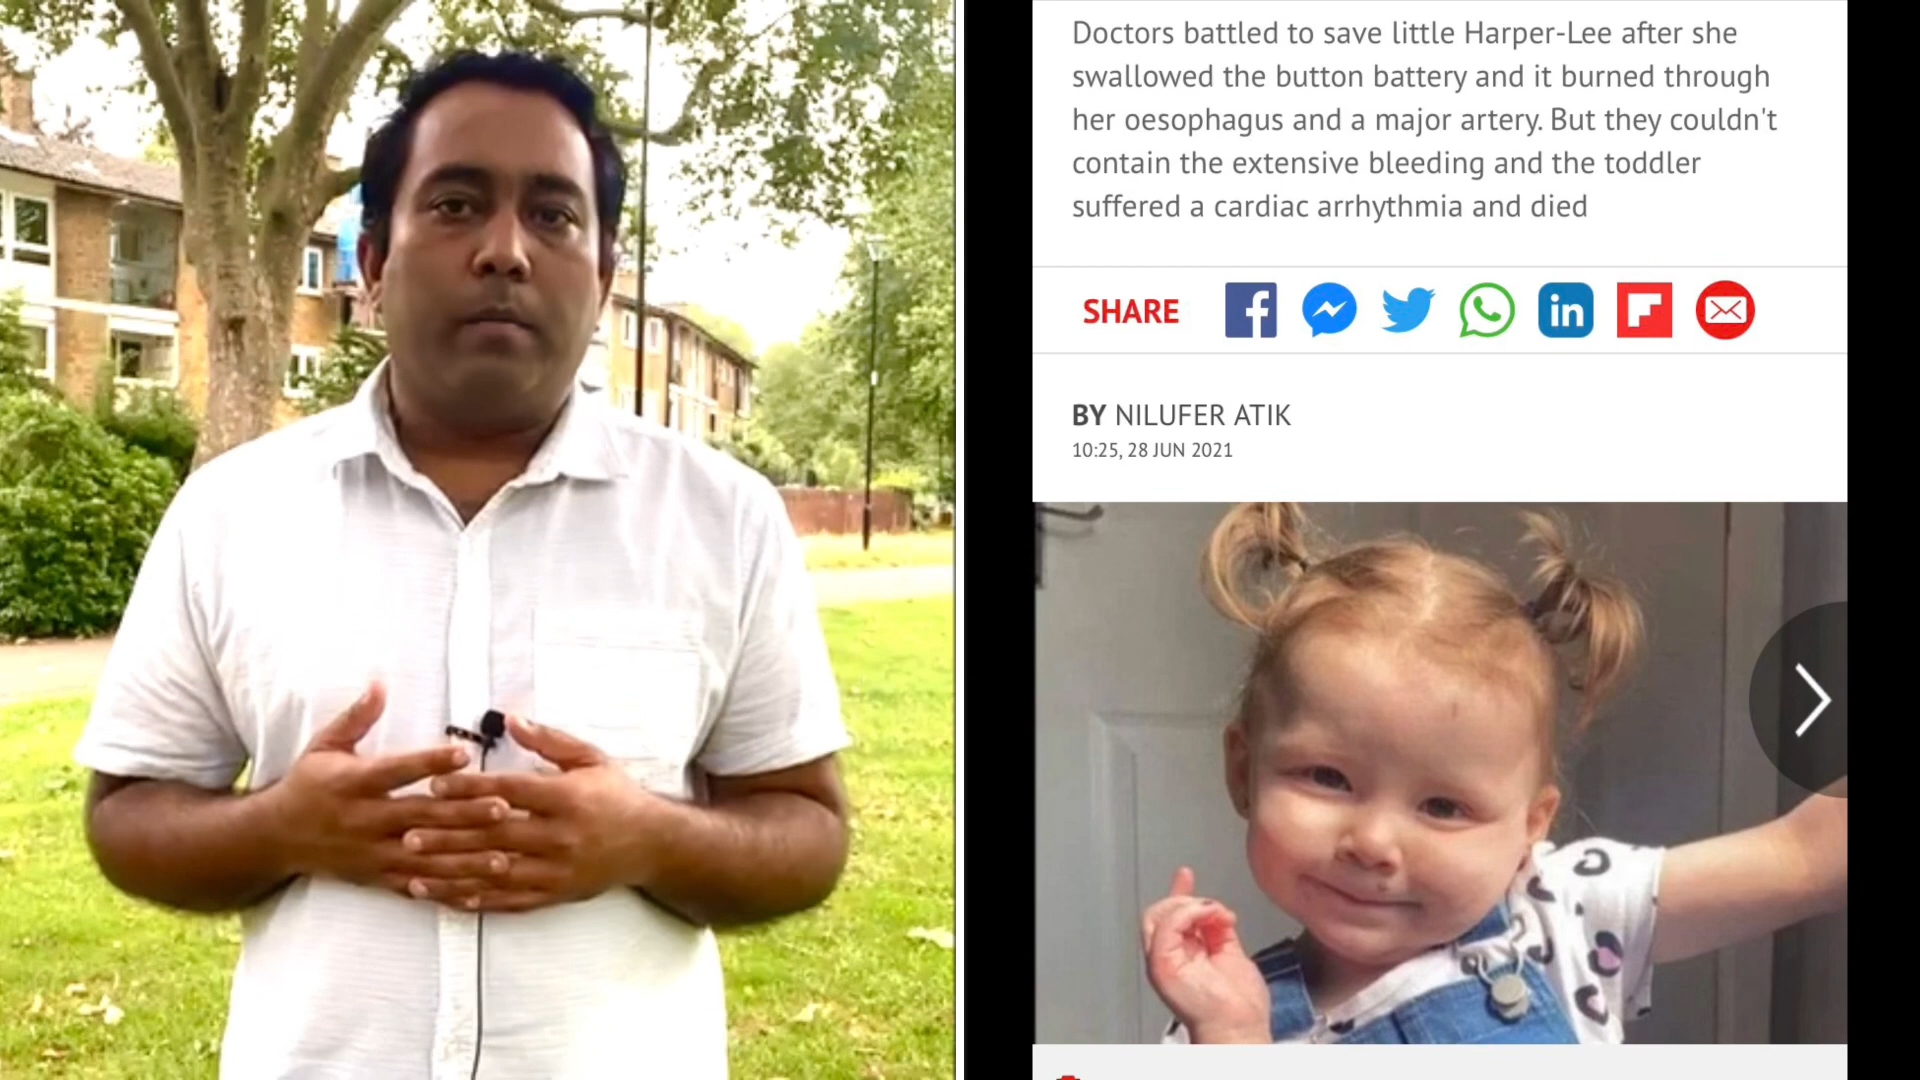 Doctors battled to save little Harper-Lee after she
swallowed the button battery and it burned through
her oesophagus and a major artery. But they couldn't
contain the extensive bleeding and the toddler
suffered a cardiac arrhythmia and died
SHARE
BY NILUFER ATIK
10:25, 28 JUN 2021